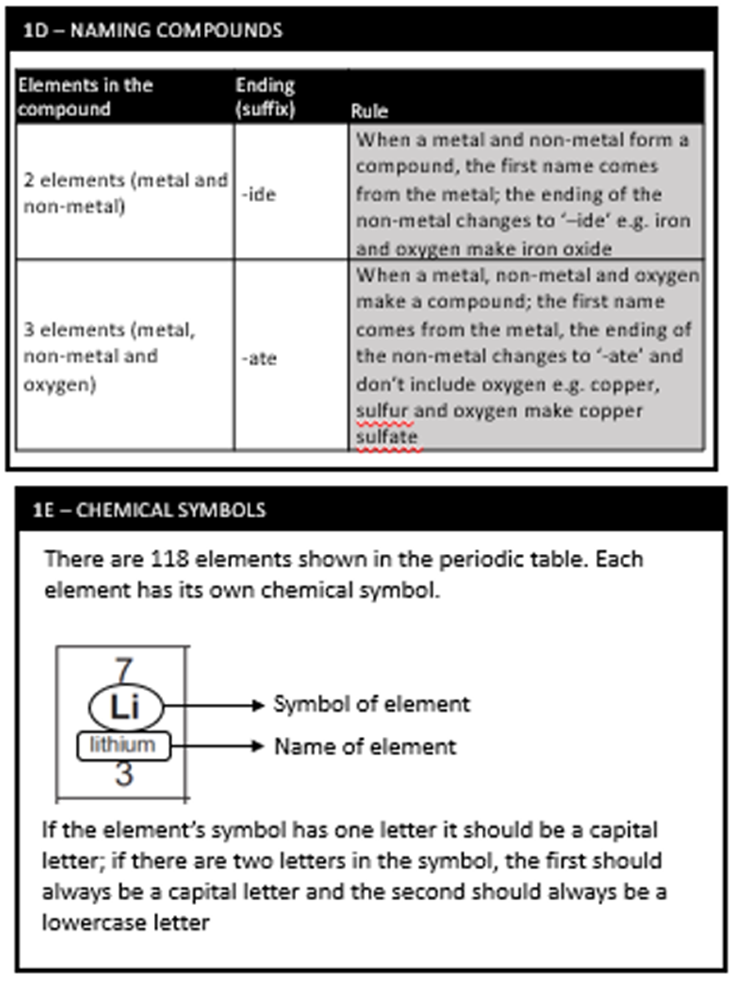 1D – NAMING COMPOUNDS
Elements in the
compound
Ending
(suffix)
Rule
2 elements (metal and
non-metal)
-ide
When a metal and non-metal form a
compound, the first name comes
from the metal; the ending of the
non-metal changes to ‘–ide’ e.g. iron
and oxygen make iron oxide
3 elements (metal,
non-metal and
oxygen)
-ate
When a metal, non-metal and oxygen
make a compound; the first name
comes from the metal, the ending of
the non-metal changes to ‘-ate’ and
don’t include oxygen e.g. copper,
sulfur and oxygen make copper
sulfate
1E – CHEMICAL SYMBOLS
There are 118 elements shown in the periodic table. Each
element has its own chemical symbol.
7
Li
Symbol of element
lithium
Name of element
3
If the element’s symbol has one letter it should be a capital
letter; if there are two letters in the symbol, the first should
always be a capital letter and the second should always be a
lowercase letter